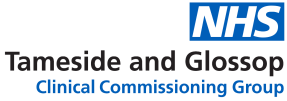 NHS
Tameside and Glossop
Clinical Commissioning Group